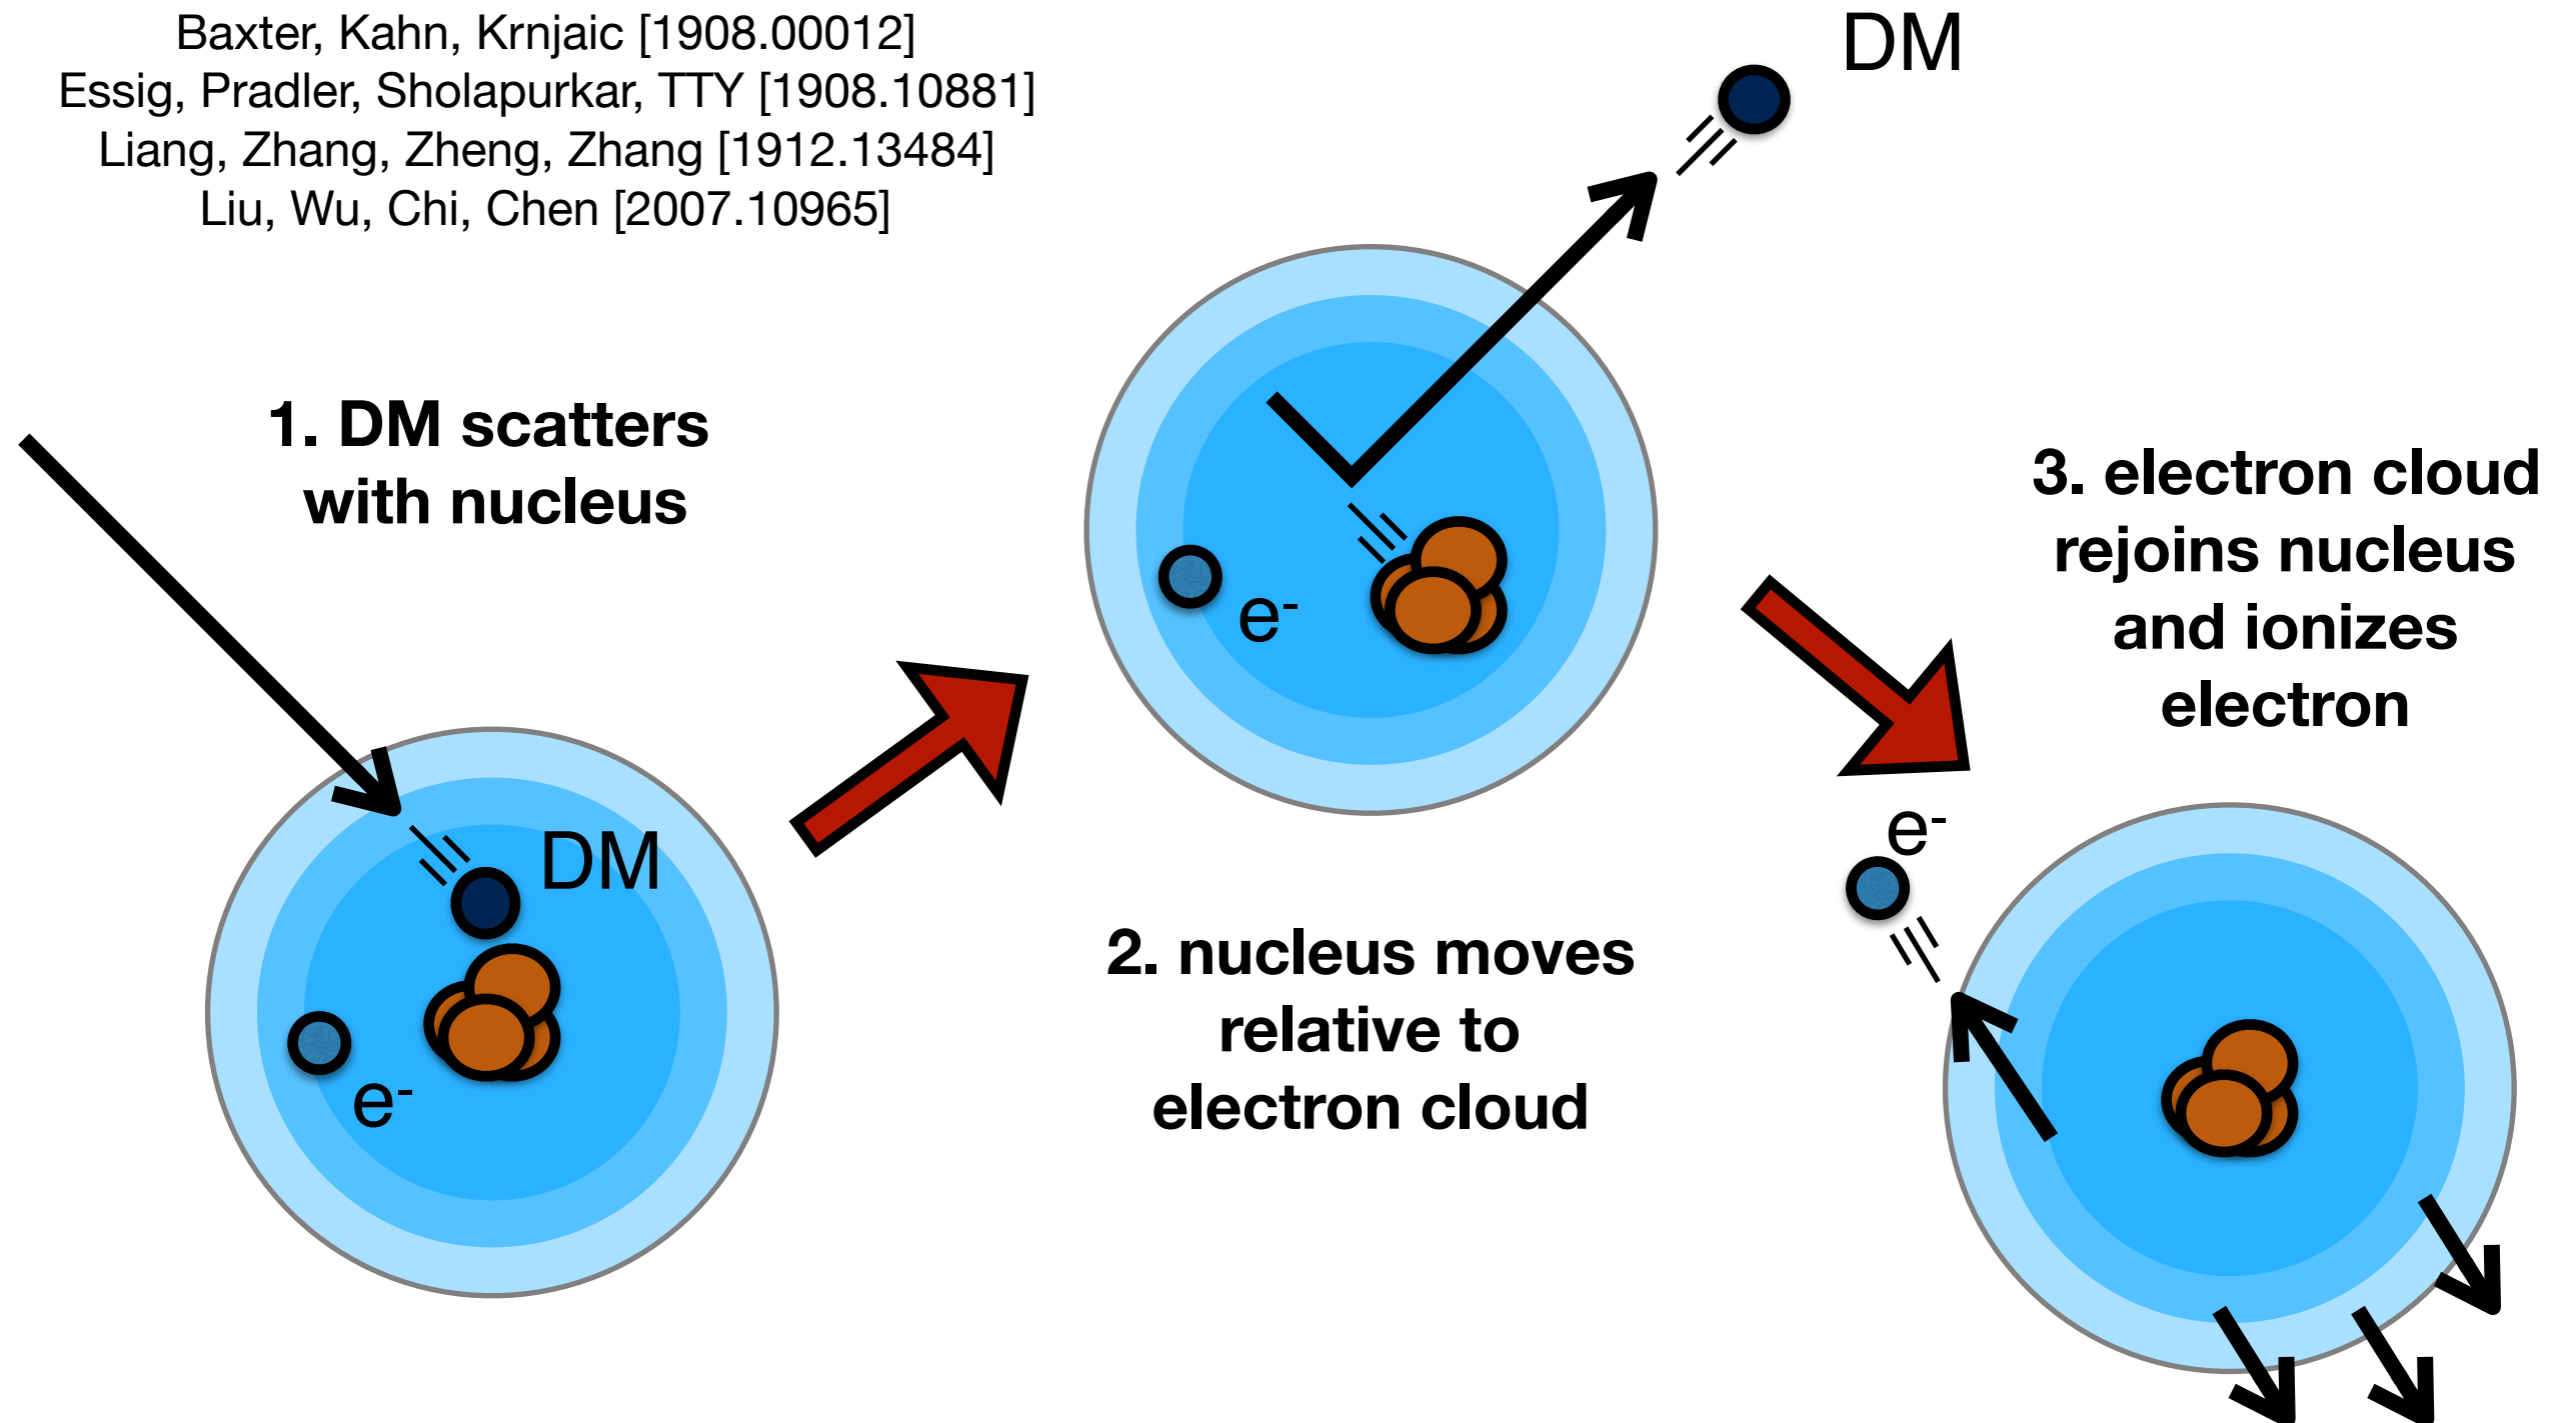 Baxter, Kahn, Krnjaic [1908.00012]
Essig, Pradler, Sholapurkar, TTY [1908.10881]
Liang, Zhang, Zheng, Zhang [1912.13484]
Liu, Wu, Chi, Chen [2007.10965]
1. DM scatters
with nucleus
DM
e-
DM
e-
2. nucleus moves
relative to
electron cloud
3. electron cloud
rejoins nucleus
and ionizes
electron
e-